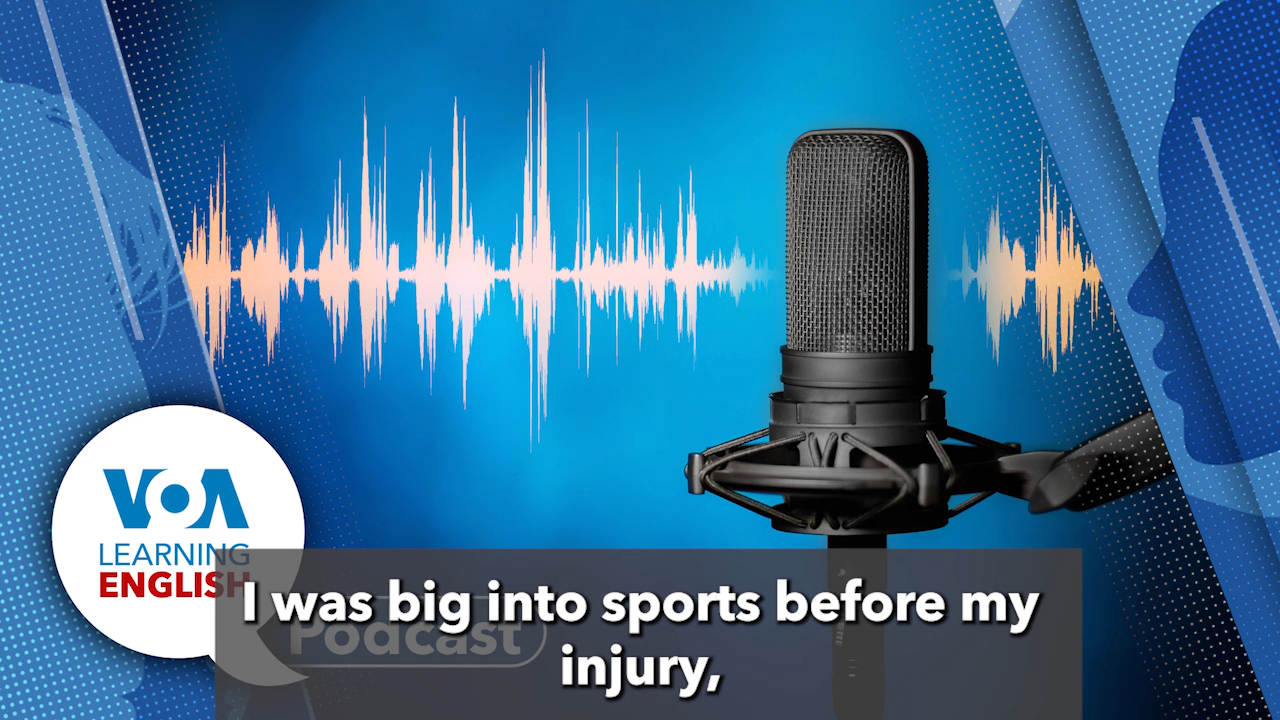 VOA
LEARNING
ENGLISH
Podcast
I was big into sports before my
injury,